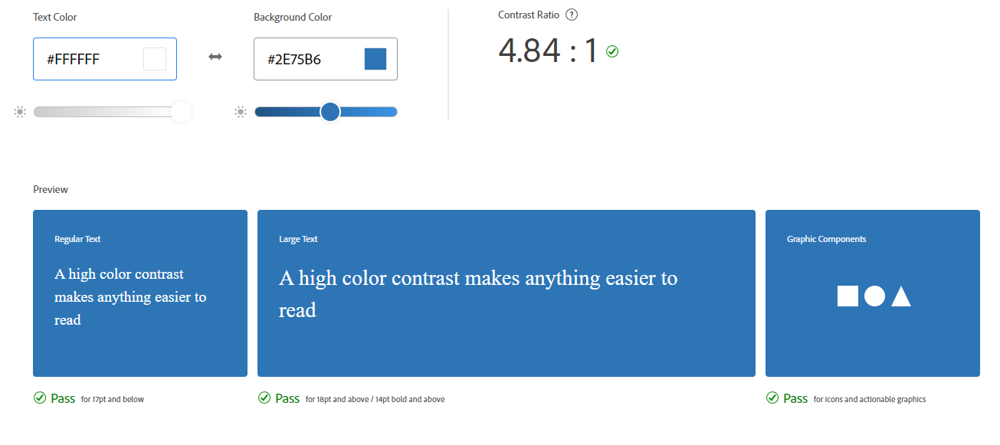 Text Color
Background Color
Contrast Ratio ?
#FFFFFF
#2E75B6
4.84 : 1
Preview
Regular Text
A high color contrast
makes anything easier to
read
Large Text
A high color contrast makes anything easier to
read
Graphic Components
Pass for 17pt and below
Pass for 18pt and above / 14pt bold and above
Pass for icons and actionable graphics